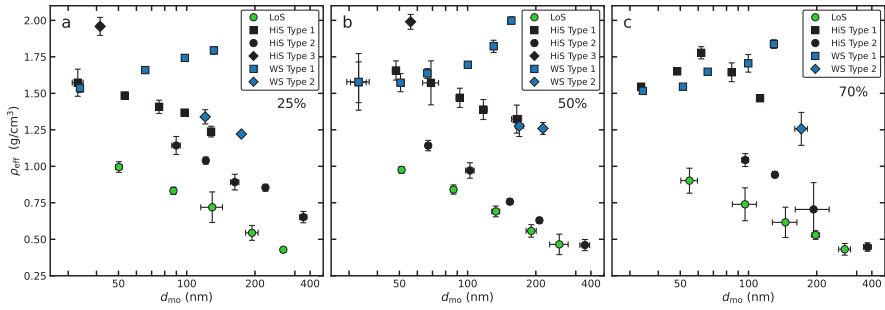 a
LoS
HiS Type 1
HiS Type 2
HiS Type 3
WS Type 1
WS Type 2
25%
b
LoS
HiS Type 1
HiS Type 2
HiS Type 3
WS Type 1
WS Type 2
50%
c
LoS
HiS Type 1
HiS Type 2
WS Type 1
WS Type 2
70%
ρeff (g/cm³)
2.00
1.75
1.50
1.25
1.00
0.75
0.50
0.25
50 100 200 400
50 100 200 400
50 100 200 400
dmo (nm)
dmo (nm)
dmo (nm)